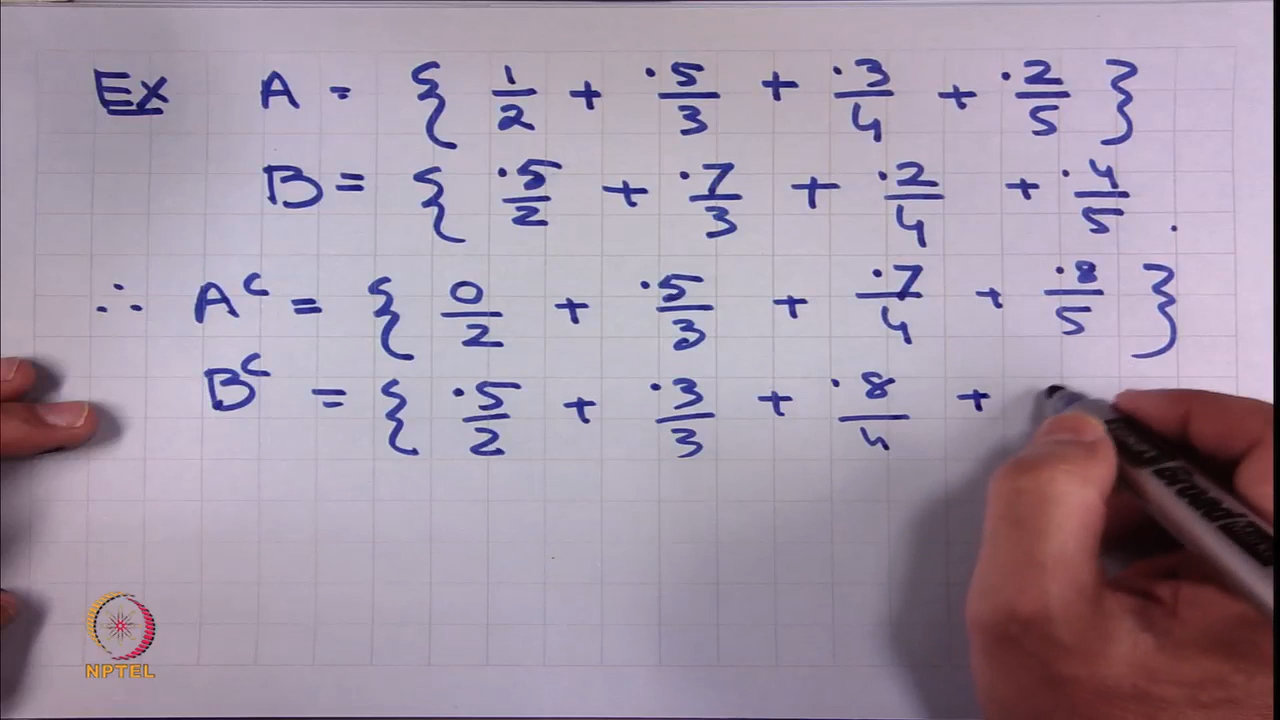 Ex A = { 1/2 + .5/3 + .3/4 + .2/5 }
B = { .5/2 + .7/3 + .2/4 + .4/5 .
∴ A^c = { 0/2 + .5/3 + .7/4 + .8/5 }
B^c = { .5/2 + .3/3 + .8/4 +
NPTEL